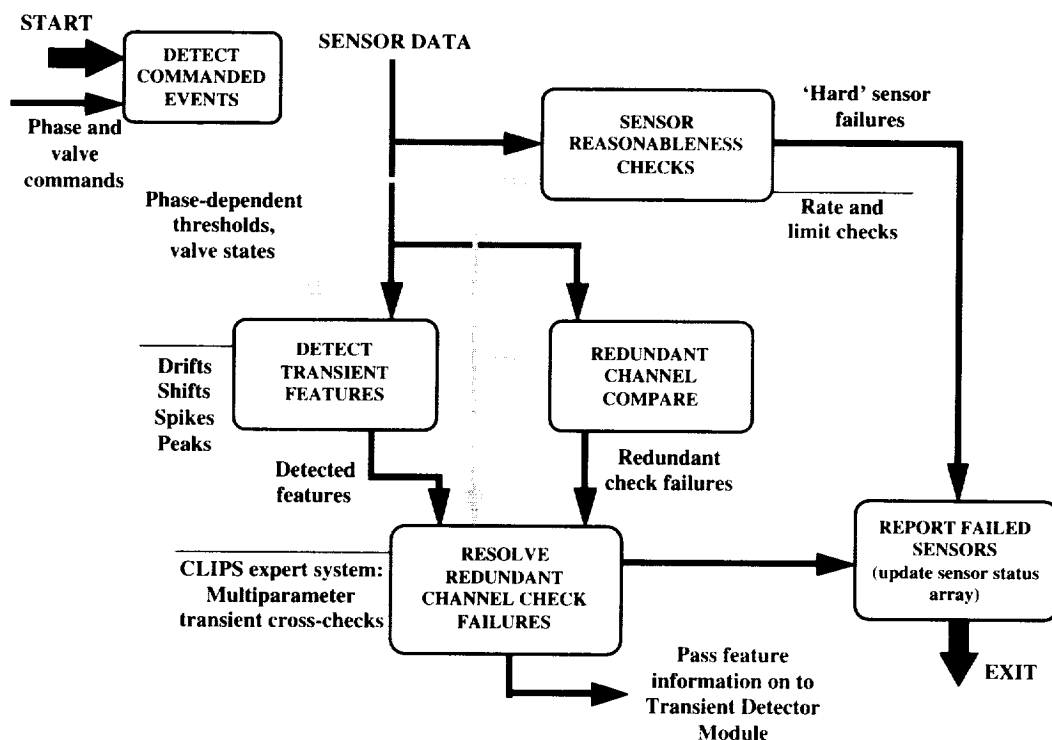 START
DETECT
COMMANDED
EVENTS
Phase and
valve
commands
SENSOR DATA
SENSOR
REASONABLENESS
CHECKS
‘Hard’ sensor
failures
Rate and
limit checks
Phase-dependent
thresholds,
valve states
DETECT
TRANSIENT
FEATURES
Drifts
Shifts
Spikes
Peaks
REDUNDANT
CHANNEL
COMPARE
Detected
features
Redundant
check failures
RESOLVE
REDUNDANT
CHANNEL CHECK
FAILURES
CLIPS expert system:
Multiparameter
transient cross-checks
REPORT FAILED
SENSORS
(update sensor status
array)
EXIT
Pass feature
information on to
Transient Detector
Module